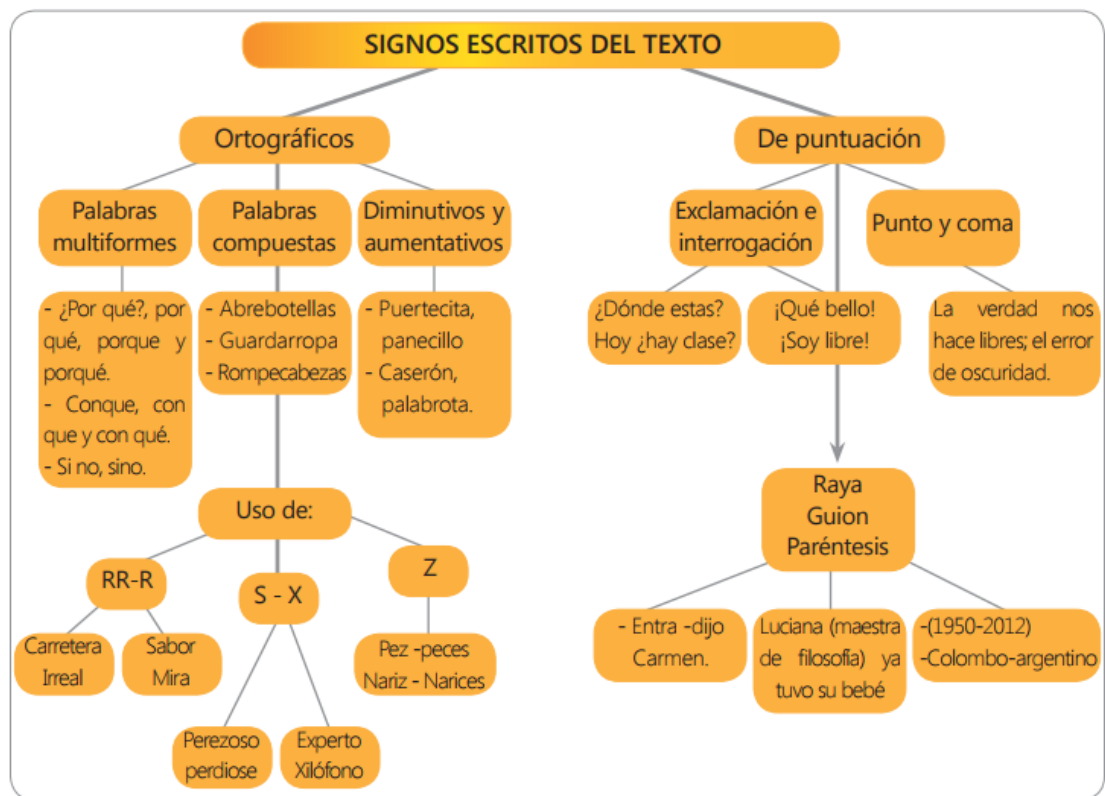 SIGNOS ESCRITOS DEL TEXTO
Ortográficos
Palabras
multiformes
- ¿Por qué?, por
qué, porque y
porqué.
- Conque, con
que y con qué.
- Si no, sino.
Palabras
compuestas
- Abrebotellas
- Guardarropa
- Rompecabezas
Diminutivos y
aumentativos
- Puertecita,
panecillo
- Caserón,
palabrota.
Uso de:
RR-R
Carretera
Irreal
Sabor
Mira
S - X
Perezoso
perdiose
Experto
Xilófono
Z
Pez -peces
Nariz - Narices
De puntuación
Exclamación e
interrogación
¿Dónde estas?
Hoy ¿hay clase?
¡Qué bello!
¡Soy libre!
Punto y coma
La verdad nos
hace libres; el error
de oscuridad.
Raya
Guion
Paréntesis
- Entra -dijo
Carmen.
Luciana (maestra
de filosofía) ya
tuvo su bebé
-(1950-2012)
-Colombo-argentino